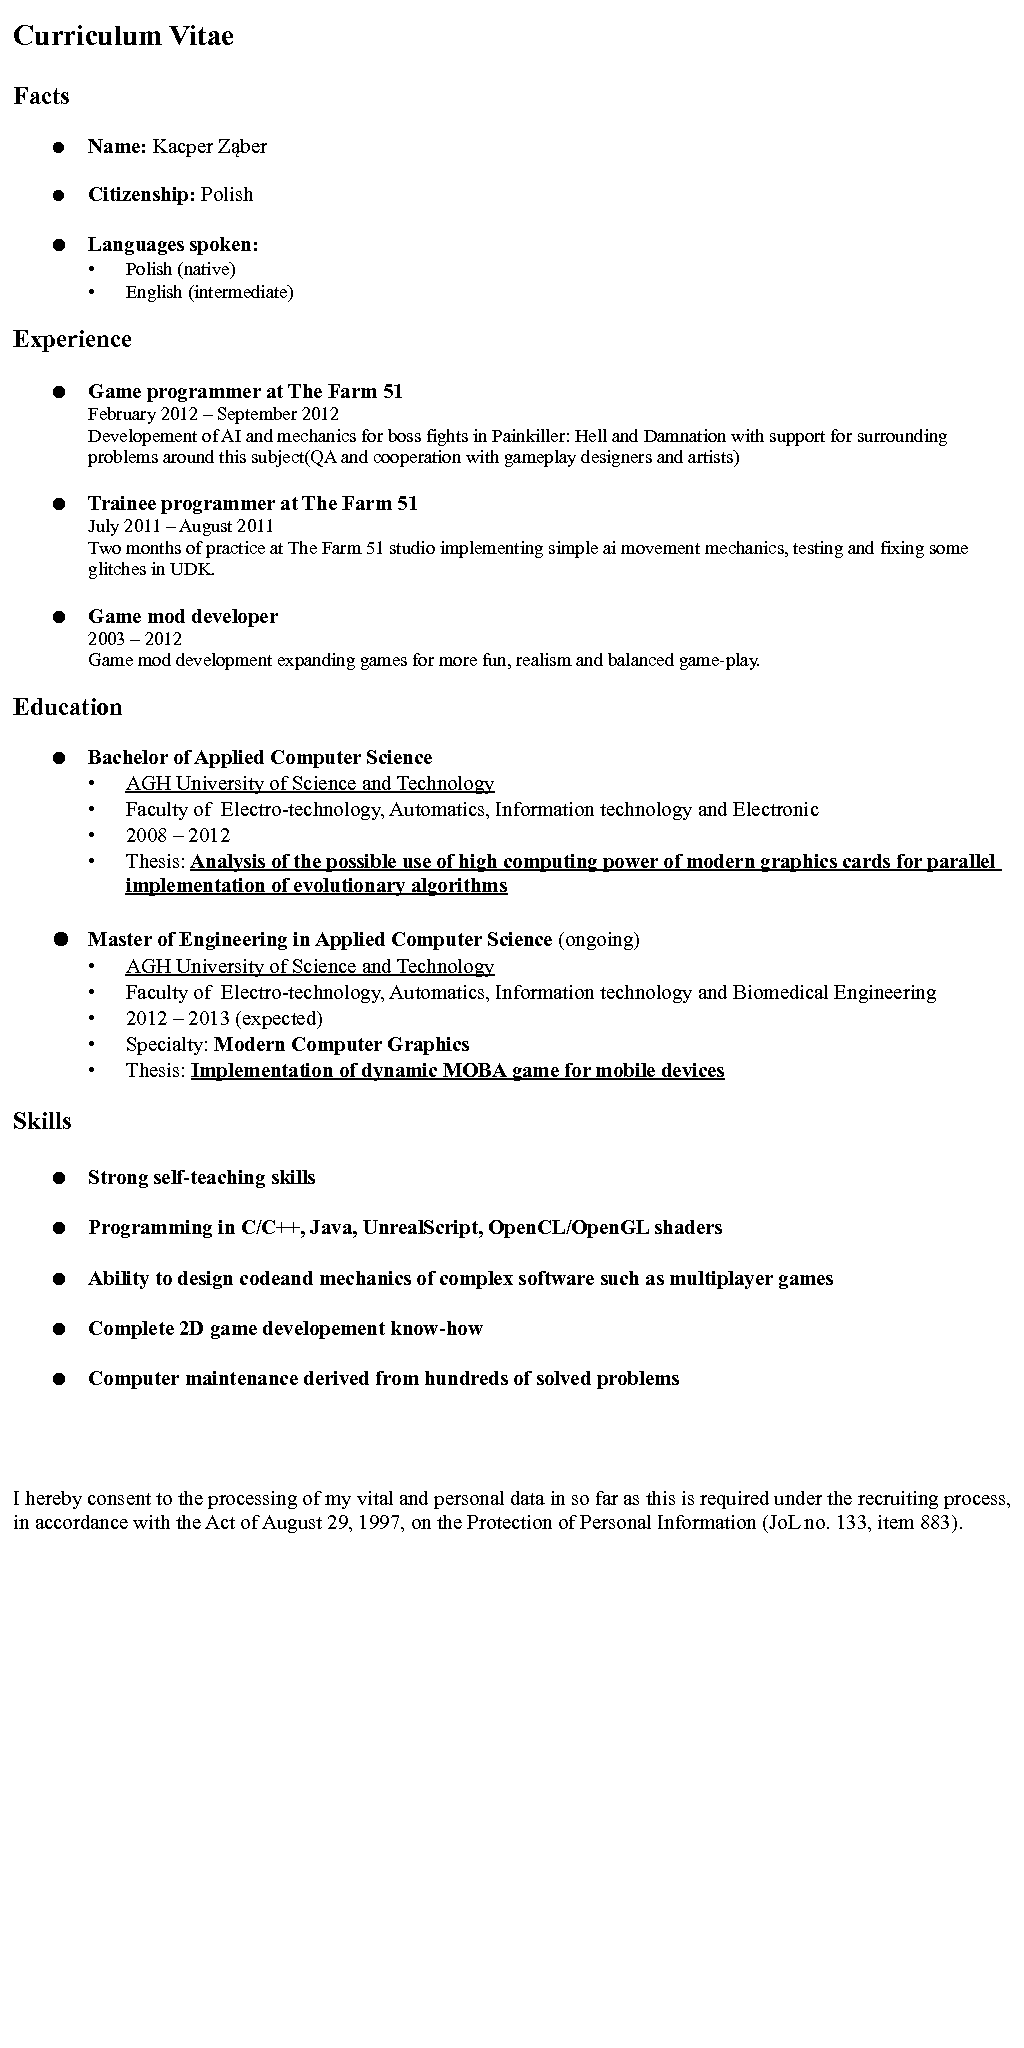 Curriculum Vitae
Facts
● Name: Kacper Ząber
● Citizenship: Polish
● Languages spoken:
• Polish (native)
• English (intermediate)
Experience
● Game programmer at The Farm 51
February 2012 – September 2012
Developement of AI and mechanics for boss fights in Painkiller: Hell and Damnation with support for surrounding
problems around this subject(QA and cooperation with gameplay designers and artists)
● Trainee programmer at The Farm 51
July 2011 – August 2011
Two months of practice at The Farm 51 studio implementing simple ai movement mechanics, testing and fixing some
glitches in UDK.
● Game mod developer
2003 – 2012
Game mod development expanding games for more fun, realism and balanced game-play.
Education
● Bachelor of Applied Computer Science
• AGH University of Science and Technology
• Faculty of Electro-technology, Automatics, Information technology and Electronic
• 2008 – 2012
• Thesis: Analysis of the possible use of high computing power of modern graphics cards for parallel
implementation of evolutionary algorithms
● Master of Engineering in Applied Computer Science (ongoing)
• AGH University of Science and Technology
• Faculty of Electro-technology, Automatics, Information technology and Biomedical Engineering
• 2012 – 2013 (expected)
• Specialty: Modern Computer Graphics
• Thesis: Implementation of dynamic MOBA game for mobile devices
Skills
● Strong self-teaching skills
● Programming in C/C++, Java, UnrealScript, OpenCL/OpenGL shaders
● Ability to design codeand mechanics of complex software such as multiplayer games
● Complete 2D game developement know-how
● Computer maintenance derived from hundreds of solved problems
I hereby consent to the processing of my vital and personal data in so far as this is required under the recruiting process,
in accordance with the Act of August 29, 1997, on the Protection of Personal Information (JoL no. 133, item 883).